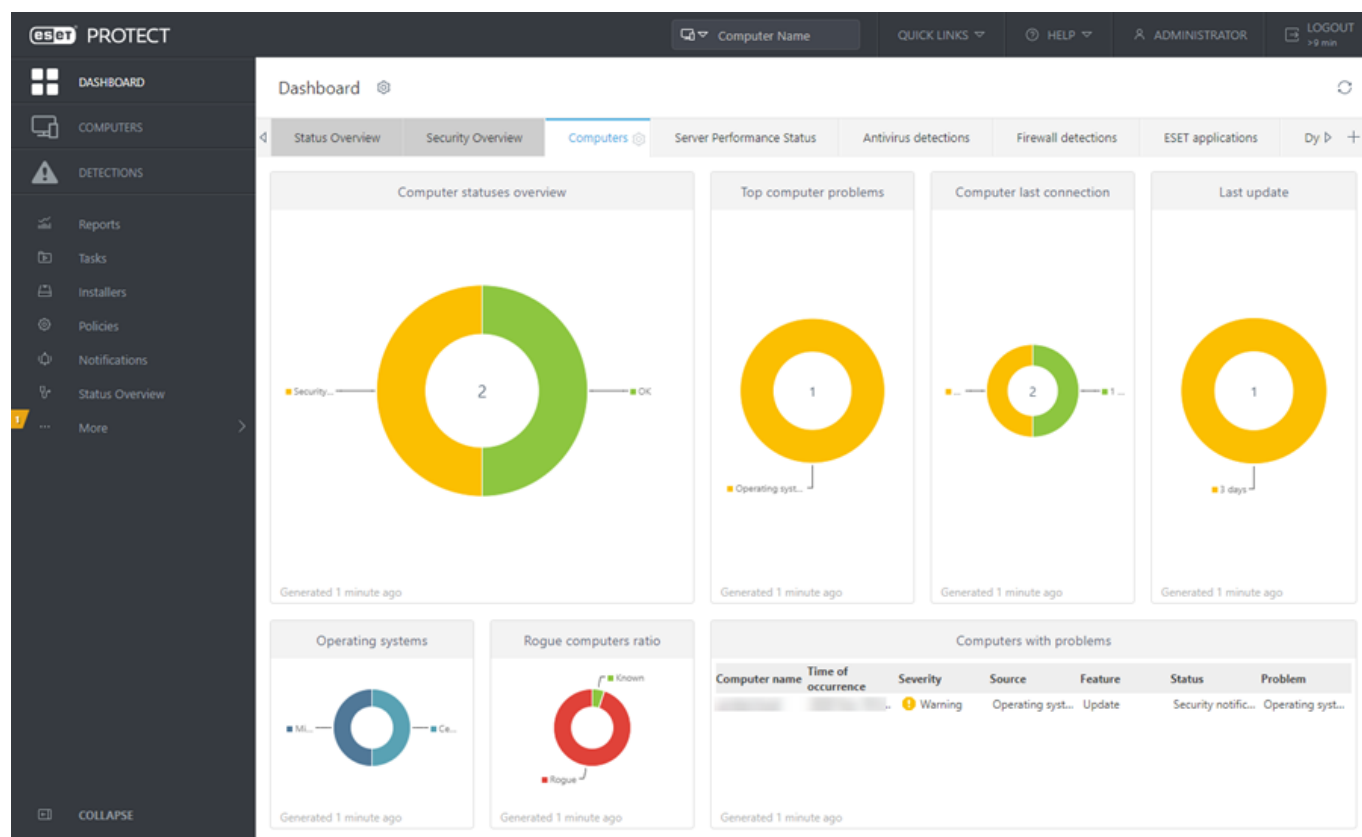 eset PROTECT
Computer Name
QUICK LINKS
HELP
ADMINISTRATOR
LOGOUT
>9 min
DASHBOARD
COMPUTERS
DETECTIONS
Reports
Tasks
Installers
Policies
Notifications
Status Overview
1
More
COLLAPSE
Dashboard
Status Overview
Security Overview
Computers
Server Performance Status
Antivirus detections
Firewall detections
ESET applications
Dy
Computer statuses overview
2
Security...
OK
Generated 1 minute ago
Top computer problems
1
Operating syst...
Generated 1 minute ago
Computer last connection
2
...
1 ...
Generated 1 minute ago
Last update
1
3 days
Generated 1 minute ago
Operating systems
Mi...
Ce...
Generated 1 minute ago
Rogue computers ratio
Known
Rogue
Generated 1 minute ago
Computers with problems
Computer name Time of occurrence Severity Source Feature Status Problem
Warning Operating syst... Update Security notific... Operating syst...
Generated 1 minute ago